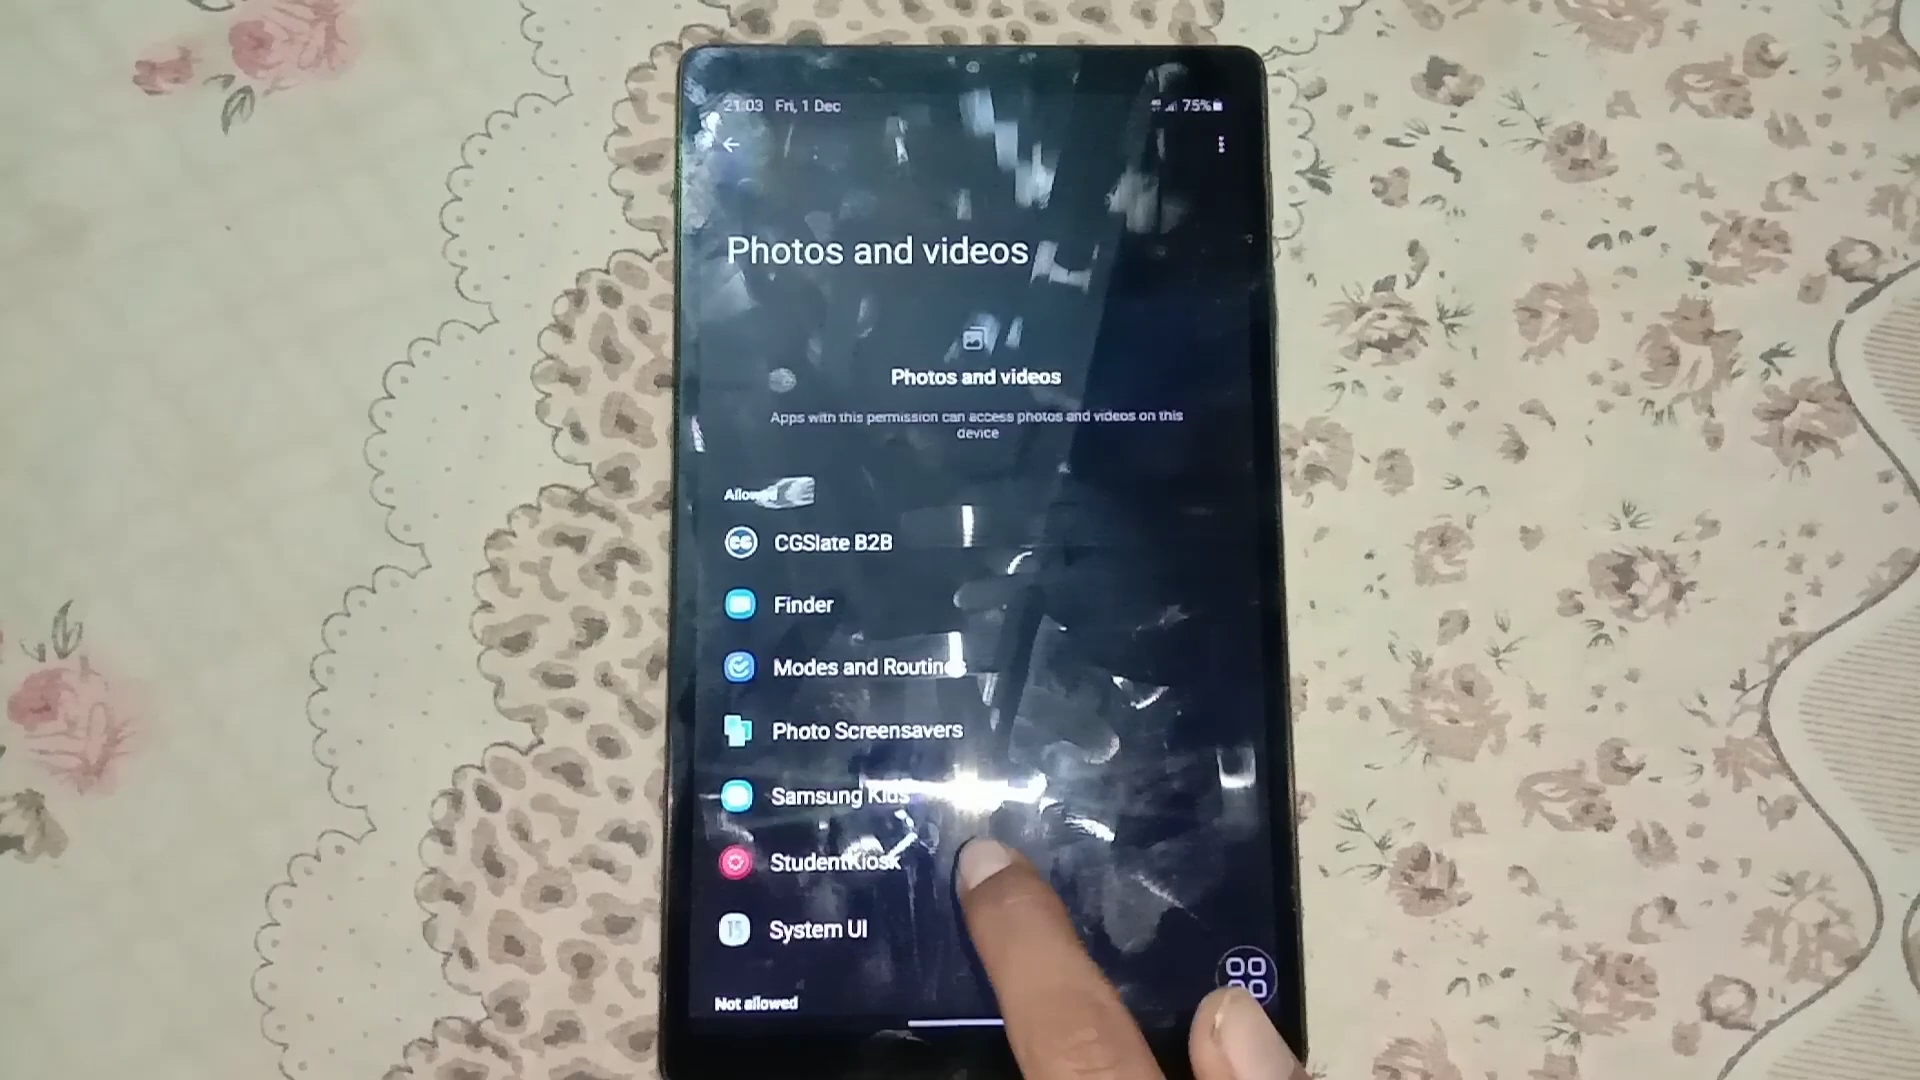 21:03 Fri, 1 Dec
75%
Photos and videos
Photos and videos
Apps with this permission can access photos and videos on this
device
Allowed
CGSlate B2B
Finder
Modes and Routines
Photo Screensavers
Samsung Kids
StudentKiosk
System UI
Not allowed